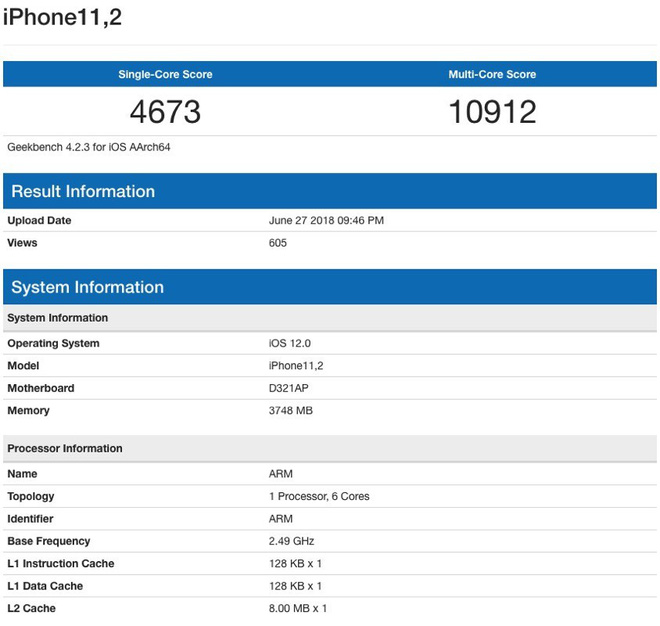 iPhone11,2
Single-Core Score Multi-Core Score
4673 10912
Geekbench 4.2.3 for iOS AArch64
Result Information
Upload Date June 27 2018 09:46 PM
Views 605
System Information
System Information
Operating System iOS 12.0
Model iPhone11,2
Motherboard D321AP
Memory 3748 MB
Processor Information
Name ARM
Topology 1 Processor, 6 Cores
Identifier ARM
Base Frequency 2.49 GHz
L1 Instruction Cache 128 KB x 1
L1 Data Cache 128 KB x 1
L2 Cache 8.00 MB x 1